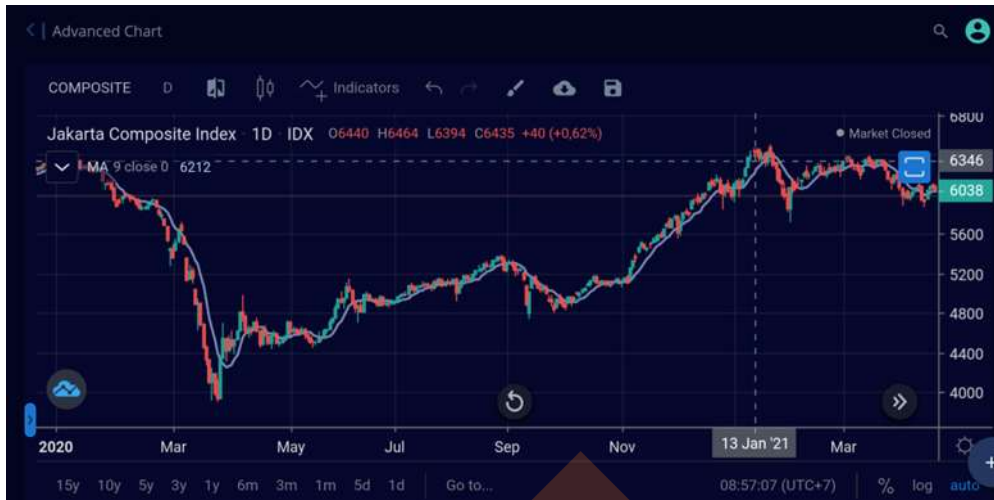 Advanced Chart
COMPOSITE D Indicators
Jakarta Composite Index 1D IDX O6440 H6464 L6394 C6435 +40 (+0,62%)
Market Closed
MA 9 close 0 6212
6800
6346
6038
5600
5200
4800
4400
4000
2020 Mar May Jul Sep Nov 13 Jan '21 Mar
15y 10y 5y 3y 1y 6m 3m 1m 5d 1d Go to... 08:57:07 (UTC+7) % log auto